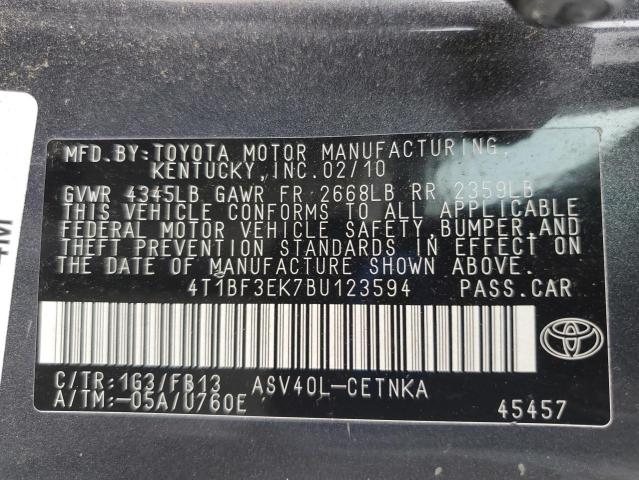 MFD.BY:TOYOTA MOTOR MANUFACTURING,
KENTUCKY,INC.02/10
GVWR 4345LB GAWR FR 2668LB RR 2359LB
THIS VEHICLE CONFORMS TO ALL APPLICABLE
FEDERAL MOTOR VEHICLE SAFETY,BUMPER,AND
THEFT PREVENTION STANDARDS IN EFFECT ON
THE DATE OF MANUFACTURE SHOWN ABOVE.
4T1BF3EK7BU123594 PASS.CAR
C/TR:1G3/FB13 ASV40L-CETNKA
A/TM:-05A/U760E 45457